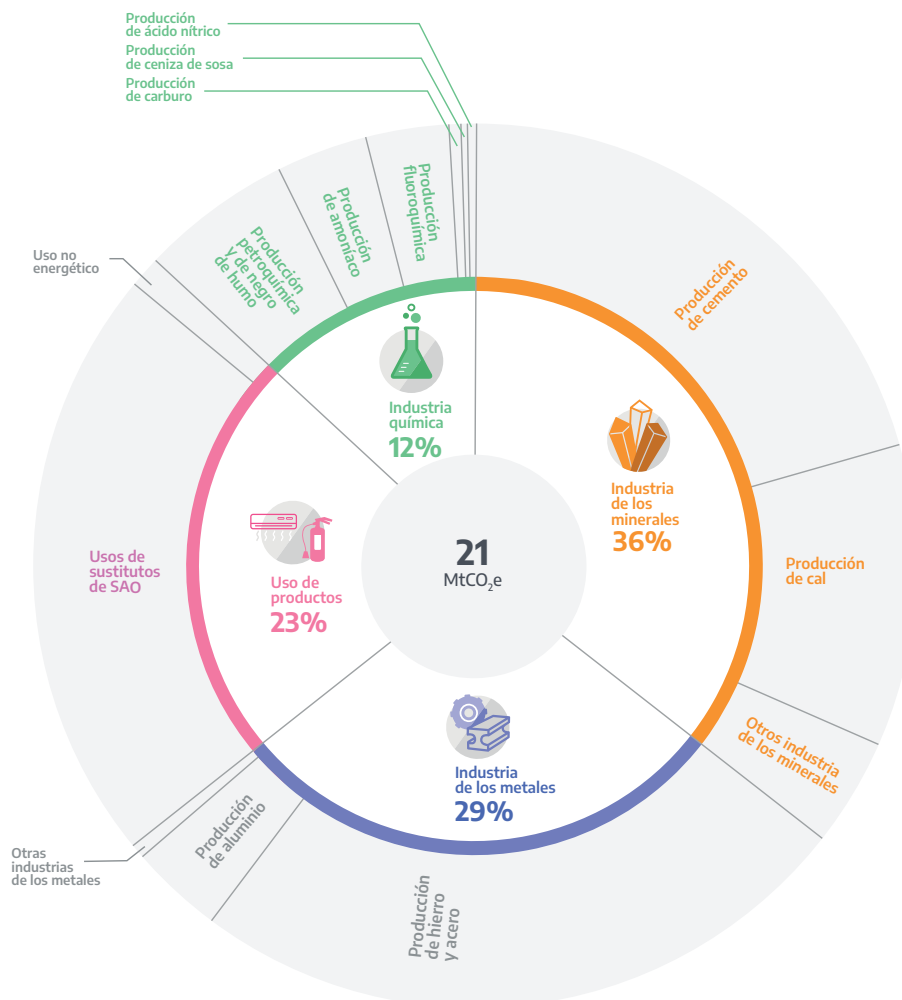 Producción
de ácido nítrico
Producción
de ceniza de sosa
Producción
de carburo
Producción
fluoroquímica
Producción
de amoníaco
Producción
petroquímica
y de negro
de humo
Uso no
energético
Producción
de cemento
Industria
química
12%
Industria
de los
minerales
36%
21
MtCO₂e
Usos de
sustitutos
de SAO
Uso de
productos
23%
Producción
de cal
Otros industria
de los minerales
Industria
de los metales
29%
Producción
de aluminio
Otras
industrias
de los metales
Producción
de hierro
y acero